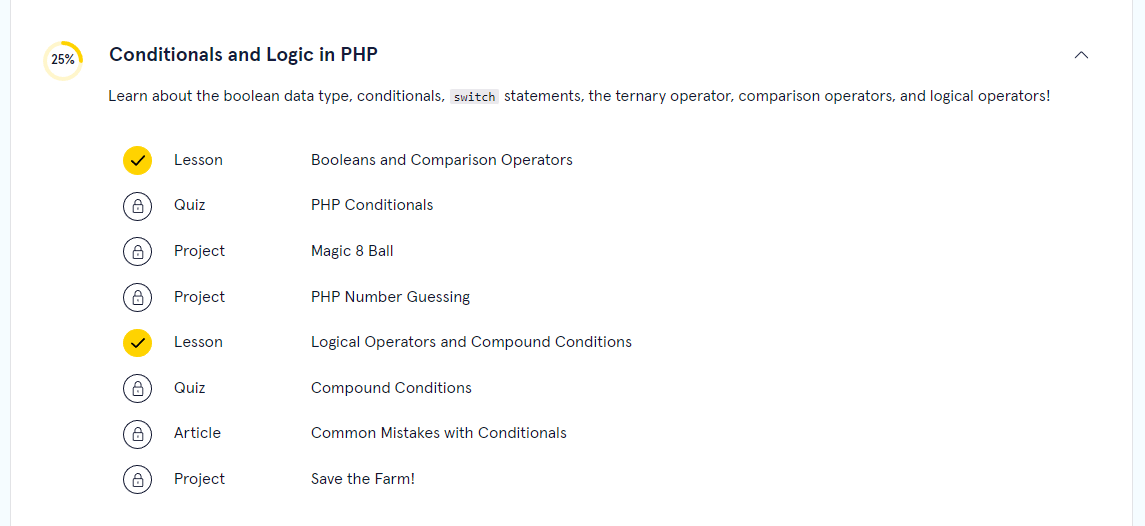 25%
Conditionals and Logic in PHP
Learn about the boolean data type, conditionals, switch statements, the ternary operator, comparison operators, and logical operators!
Lesson Booleans and Comparison Operators
Quiz PHP Conditionals
Project Magic 8 Ball
Project PHP Number Guessing
Lesson Logical Operators and Compound Conditions
Quiz Compound Conditions
Article Common Mistakes with Conditionals
Project Save the Farm!